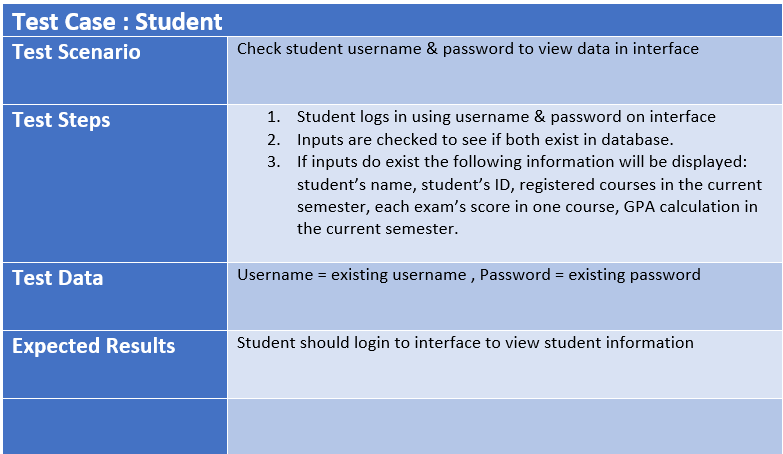 Test Case : Student
Test Scenario
Check student username & password to view data in interface
Test Steps
1. Student logs in using username & password on interface
2. Inputs are checked to see if both exist in database.
3. If inputs do exist the following information will be displayed:
student’s name, student’s ID, registered courses in the current
semester, each exam’s score in one course, GPA calculation in
the current semester.
Test Data
Username = existing username , Password = existing password
Expected Results
Student should login to interface to view student information